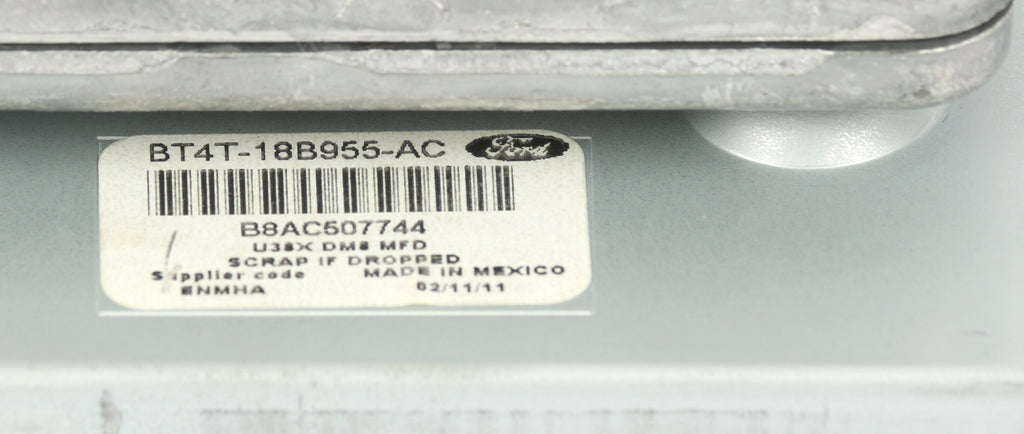 BT4T-18B955-AC Ford
B8AC507744
U38X DM8 MFD
SCRAP IF DROPPED
Supplier code MADE IN MEXICO
ENMHA 02/11/11